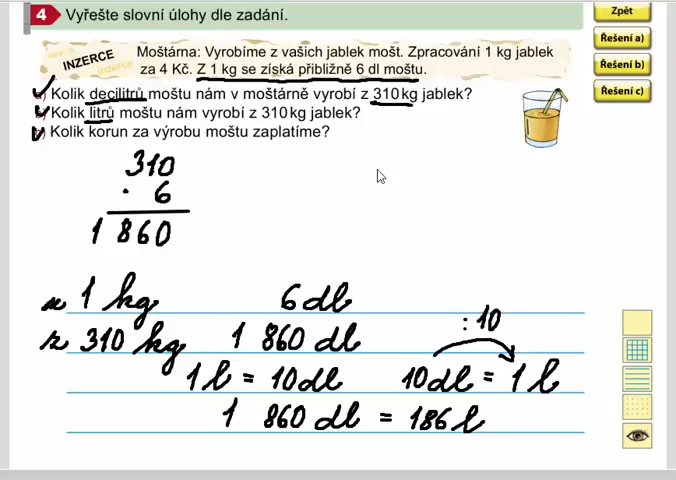 4 Vyřešte slovní úlohy dle zadání.
Zpět
Řešení a)
Řešení b)
Řešení c)
INZERCE
Moštárna: Vyrobíme z vašich jablek mošt. Zpracování 1 kg jablek
za 4 Kč. Z 1 kg se získá přibližně 6 dl moštu.
Kolik decilitrů moštu nám v moštárně vyrobí z 310 kg jablek?
Kolik litrů moštu nám vyrobí z 310 kg jablek?
Kolik korun za výrobu moštu zaplatíme?
310
· 6
1 860
z 1 kg 6 dl
z 310 kg 1 860 dl
: 10
1 l = 10 dl 10 dl = 1 l
1 860 dl = 186 l